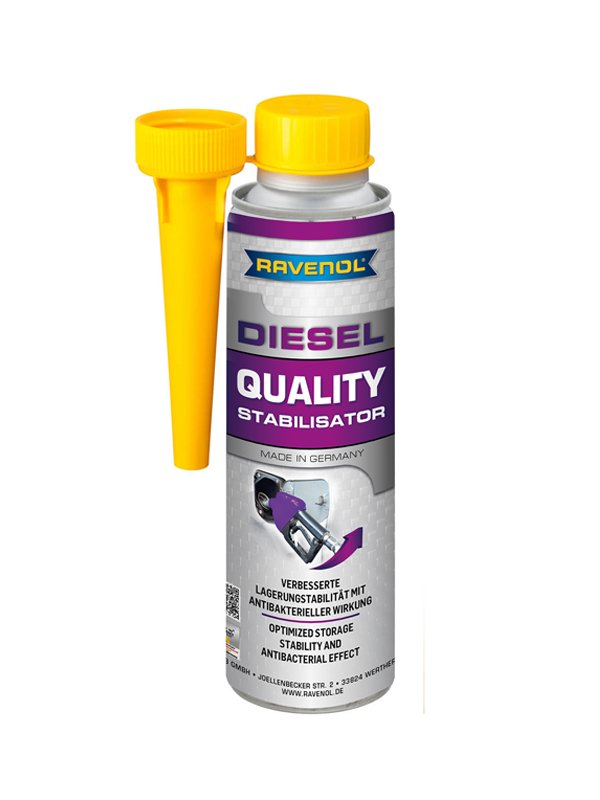 RAVENOL®
DIESEL
QUALITY
STABILISATOR
MADE IN GERMANY
VERBESSERTE
LAGERUNGSTABILITÄT MIT
ANTIBAKTERIELLER WIRKUNG
OPTIMIZED STORAGE
STABILITY AND
ANTIBACTERIAL EFFECT
GMBH • JOELLENBECKER STR. 2 • 33824 WERTHER
WWW.RAVENOL.DE